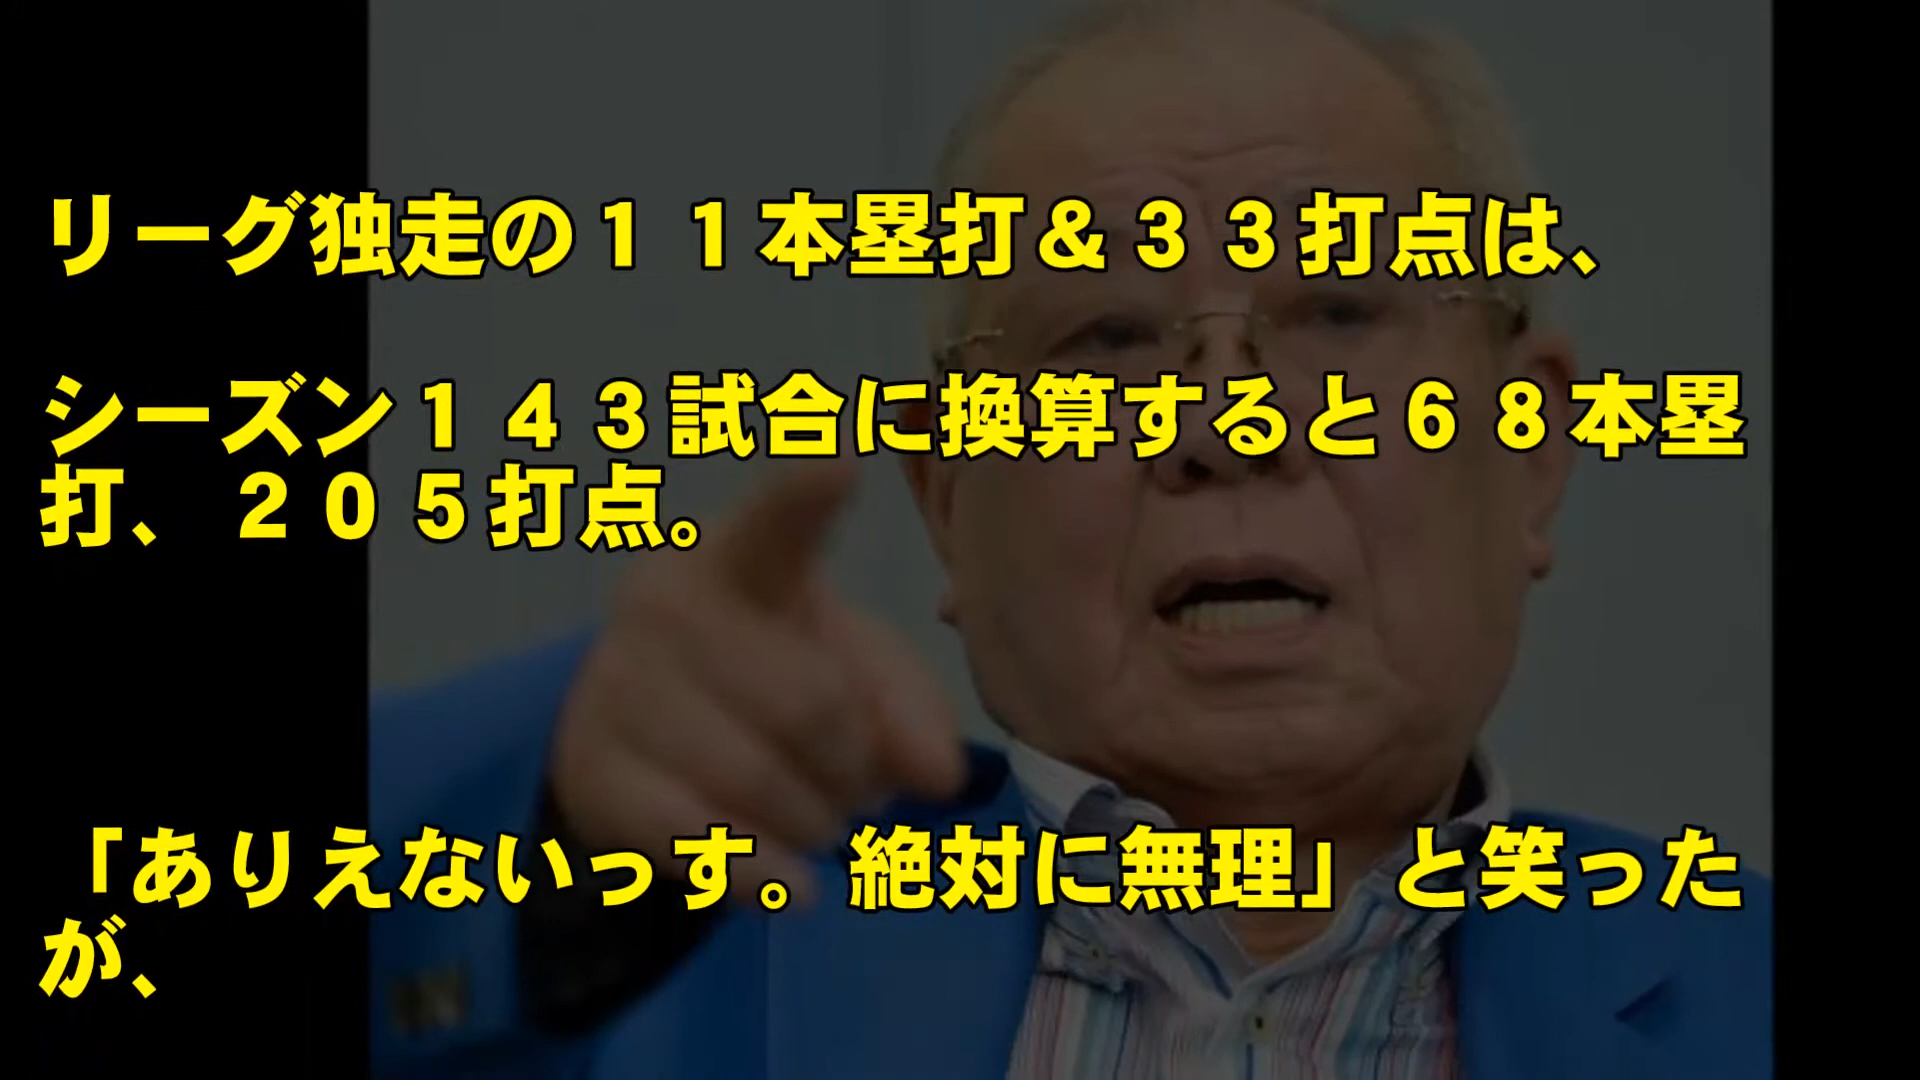 リーグ独走の１１本塁打＆３３打点は、
シーズン１４３試合に換算すると６８本塁
打、２０５打点。
「ありえないっす。絶対に無理」と笑った
が、